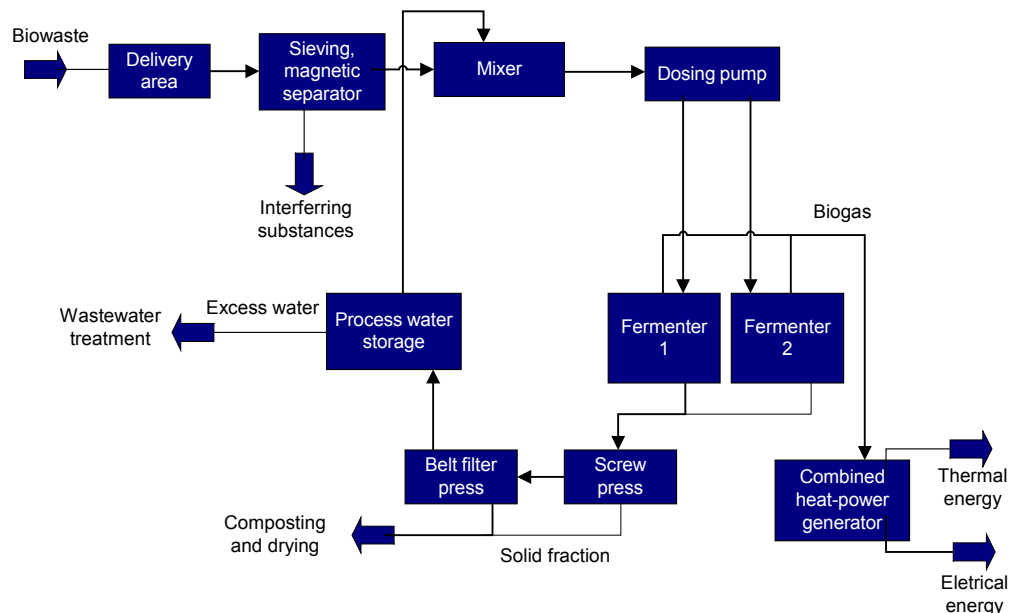 Biowaste
Delivery
area
Sieving,
magnetic
separator
Mixer
Dosing pump
Interferring
substances
Biogas
Wastewater
treatment
Excess water
Process water
storage
Fermenter
1
Fermenter
2
Belt filter
press
Screw
press
Combined
heat-power
generator
Thermal
energy
Composting
and drying
Solid fraction
Eletrical
energy